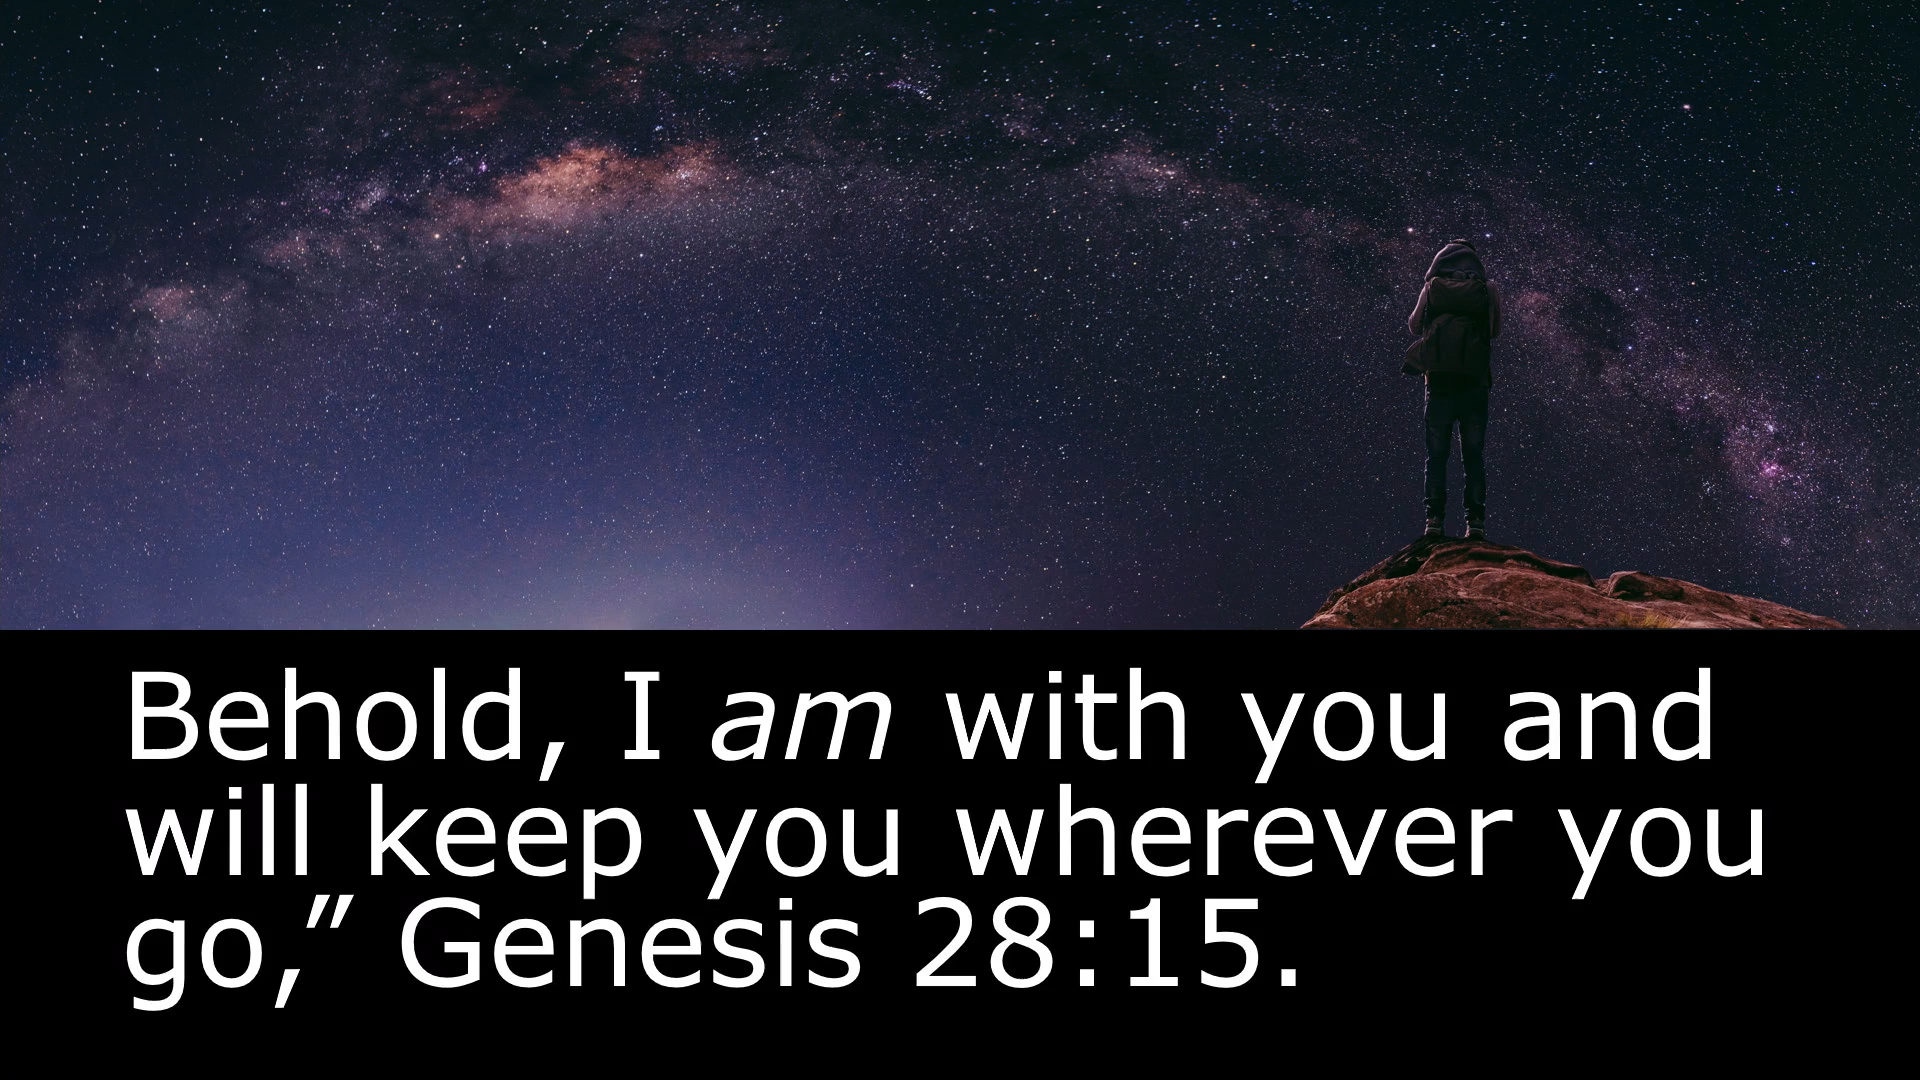 Behold, I am with you and
will keep you wherever you
go,” Genesis 28:15.